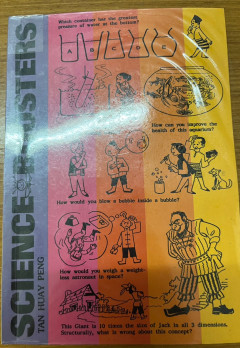 SCIENCE TEASERS
TAN HUAY PENG
Which container has the greatest
pressure of water at the bottom?
A B C D E
How can you improve the
health of this aquarium?
How would you blow a bubble inside a bubble?
How would you weigh a weight-
less astronaut in space?
This Giant is 10 times the size of Jack in all 3 dimensions.
Structurally, what is wrong about this concept?